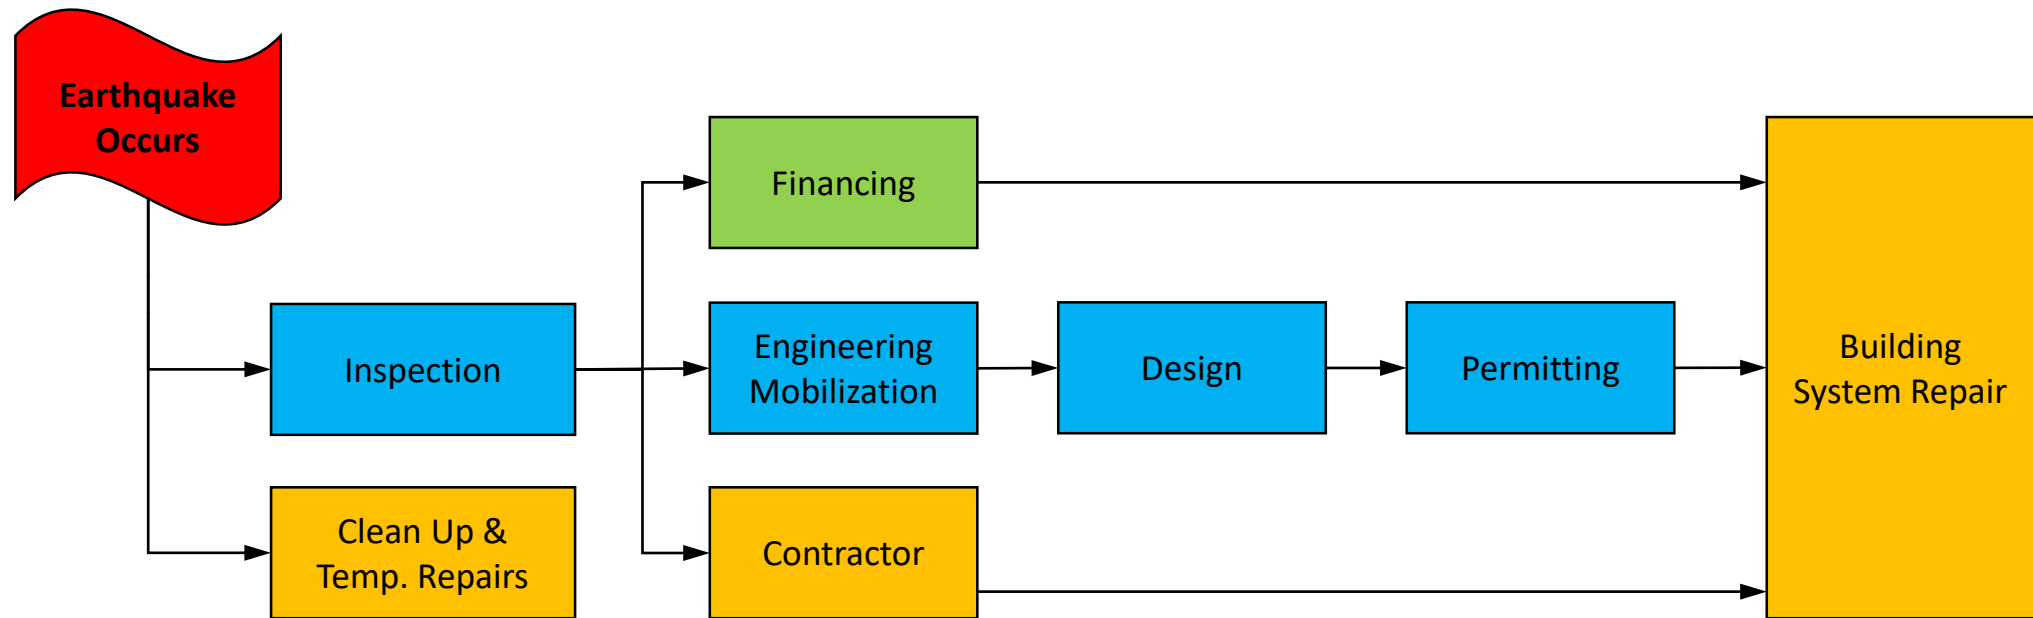 Earthquake
Occurs
Financing
Inspection
Engineering
Mobilization
Design
Permitting
Building
System Repair
Clean Up &
Temp. Repairs
Contractor